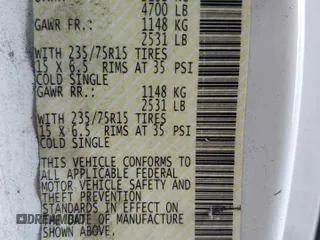 4700 LB
GAWR FR.: 1148 KG
2531 LB
WITH 235/75R15 TIRES
15 X 6.5 RIMS AT 35 PSI
COLD SINGLE
GAWR RR.: 1148 KG
2531 LB
WITH 235/75R15 TIRES
15 X 6.5 RIMS AT 35 PSI
COLD SINGLE
THIS VEHICLE CONFORMS TO
ALL APPLICABLE FEDERAL
MOTOR VEHICLE SAFETY AND
THEFT PREVENTION
STANDARDS IN EFFECT ON
DATE OF MANUFACTURE
SHOWN ABOVE.